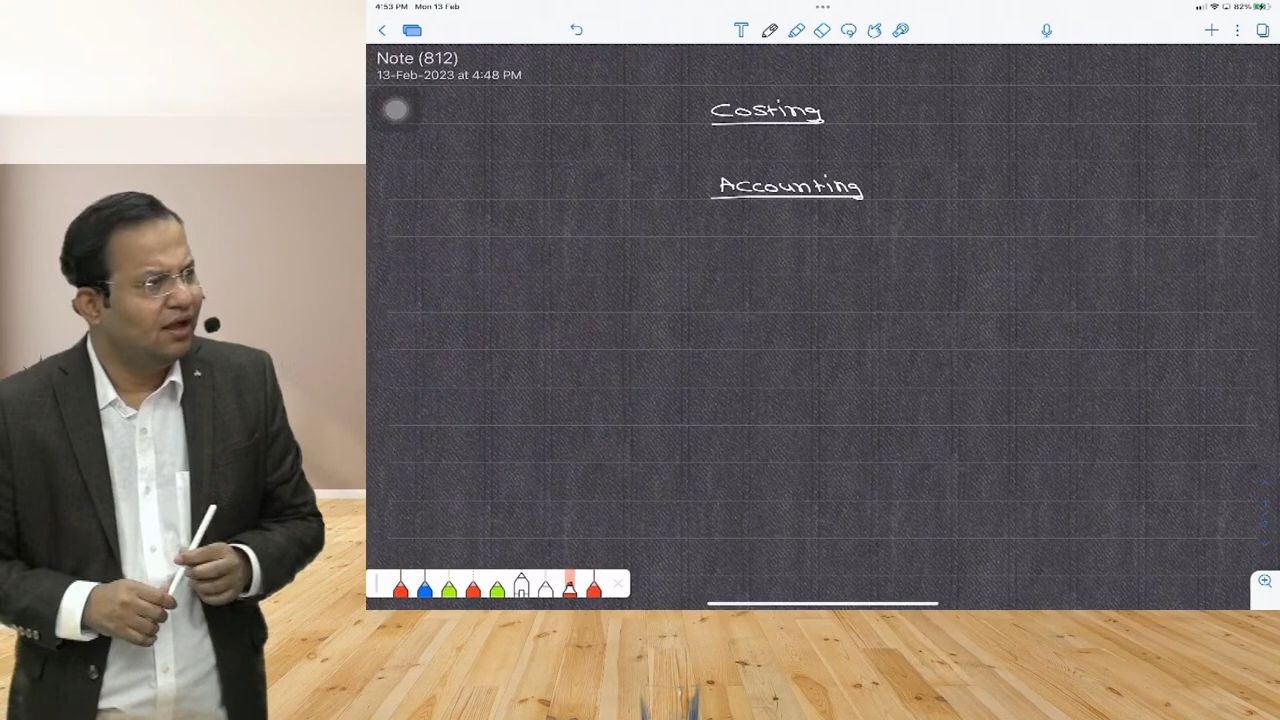 4:53 PM Mon 13 Feb
82%
Note (812)
13-Feb-2023 at 4:48 PM
Costing
Accounting